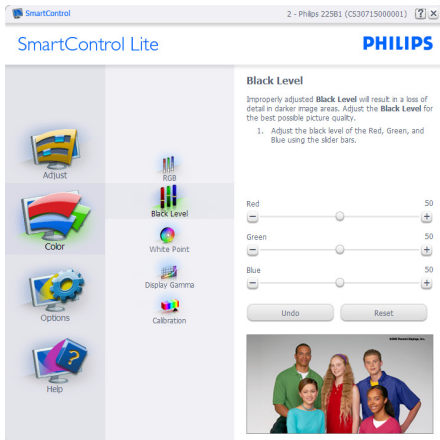 SmartControl
2 - Philips 225B1 (CS30715000001)
SmartControl Lite
PHILIPS
Adjust
Color
Options
Help
RGB
Black Level
White Point
Display Gamma
Calibration
Black Level
Improperly adjusted Black Level will result in a loss of
detail in darker image areas. Adjust the Black Level for
the best possible picture quality.
1. Adjust the black level of the Red, Green, and
Blue using the slider bars.
Red 50
Green 50
Blue 50
Undo
Reset